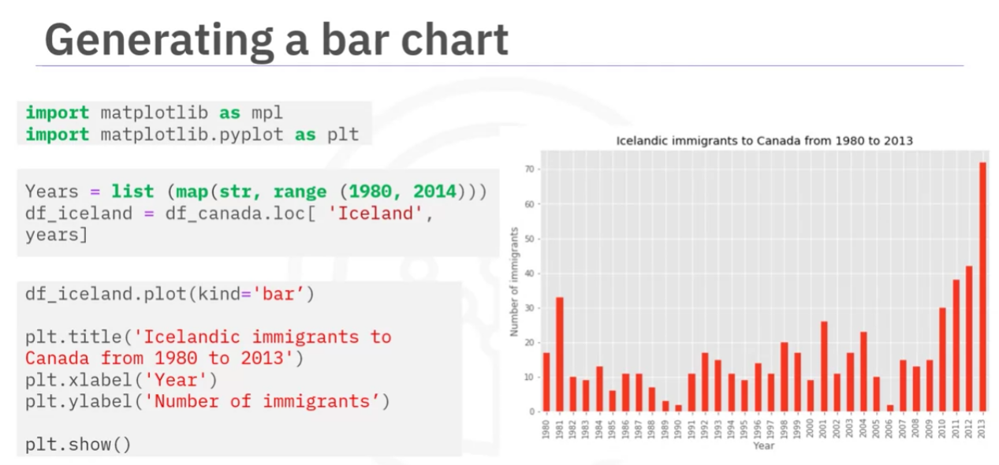 Generating a bar chart
import matplotlib as mpl
import matplotlib.pyplot as plt
Years = list (map(str, range (1980, 2014)))
df_iceland = df_canada.loc[ 'Iceland',
years]
df_iceland.plot(kind='bar’)
plt.title('Icelandic immigrants to
Canada from 1980 to 2013')
plt.xlabel('Year')
plt.ylabel('Number of immigrants’)
plt.show()
Icelandic immigrants to Canada from 1980 to 2013
Number of immigrants
70
60
50
40
30
20
10
0
1980 1981 1982 1983 1984 1985 1986 1987 1988 1989 1990 1991 1992 1993 1994 1995 1996 1997 1998 1999 2000 2001 2002 2003 2004 2005 2006 2007 2008 2009 2010 2011 2012 2013
Year